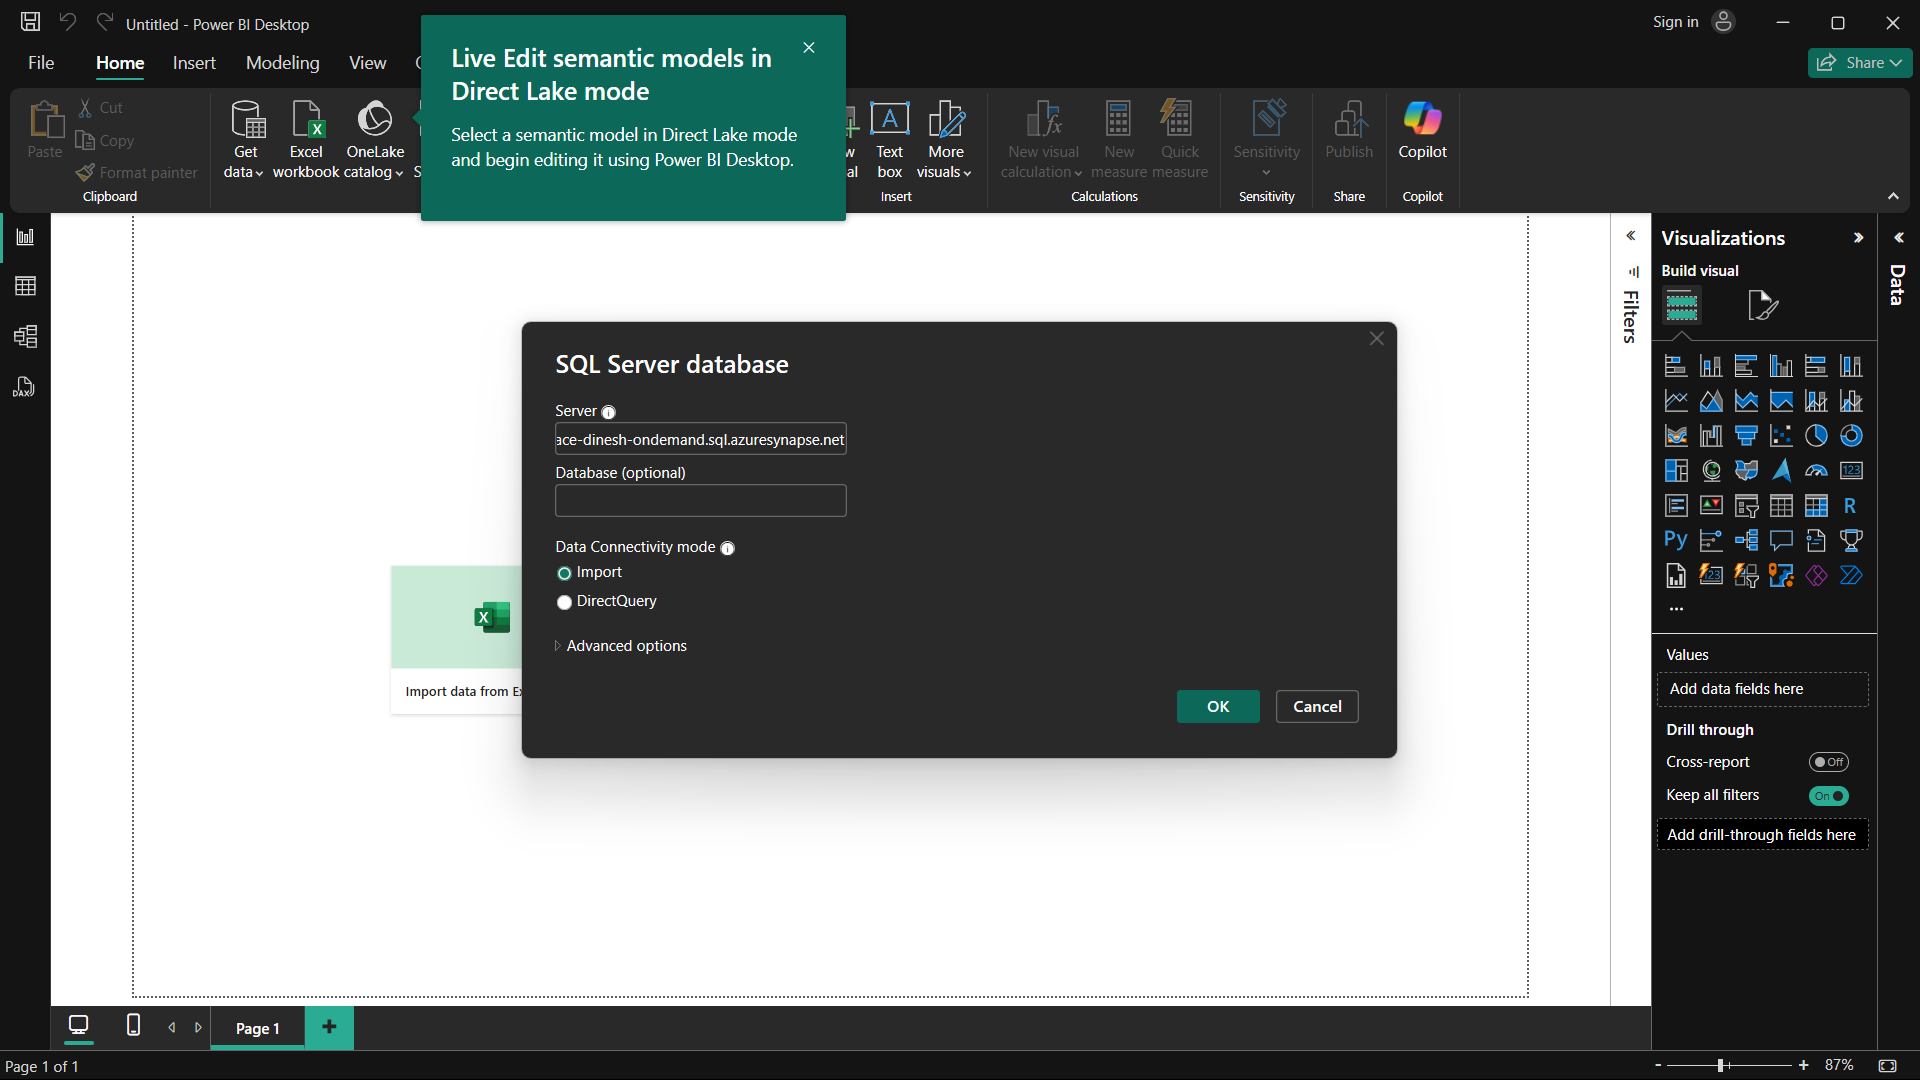 Untitled - Power BI Desktop
Sign in
File
Home
Insert
Modeling
View
Share
Live Edit semantic models in
Direct Lake mode
Select a semantic model in Direct Lake mode
and begin editing it using Power BI Desktop.
Paste
Cut
Copy
Format painter
Clipboard
Get
data
Excel
workbook
OneLake
catalog
Text
box
More
visuals
Insert
New visual
calculation
New
measure
Quick
measure
Calculations
Sensitivity
Sensitivity
Publish
Share
Copilot
Copilot
DAX
SQL Server database
Server
ace-dinesh-ondemand.sql.azuresynapse.net
Database (optional)
Data Connectivity mode
Import
DirectQuery
Advanced options
OK
Cancel
Import data from Ex
Filters
Visualizations
Build visual
123
R
Py
123
Values
Add data fields here
Drill through
Cross-report
Off
Keep all filters
On
Add drill-through fields here
Data
Page 1
Page 1 of 1
87%